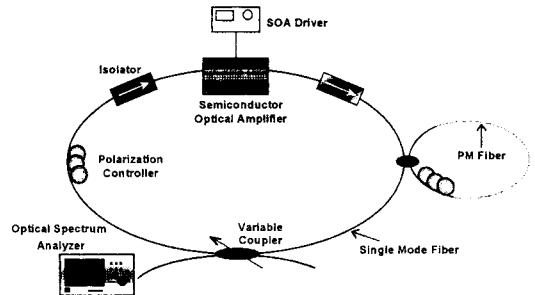 SOA Driver
Isolator
Semiconductor
Optical Amplifier
PM Fiber
Polarization
Controller
Variable
Coupler
Optical Spectrum
Analyzer
Single Mode Fiber